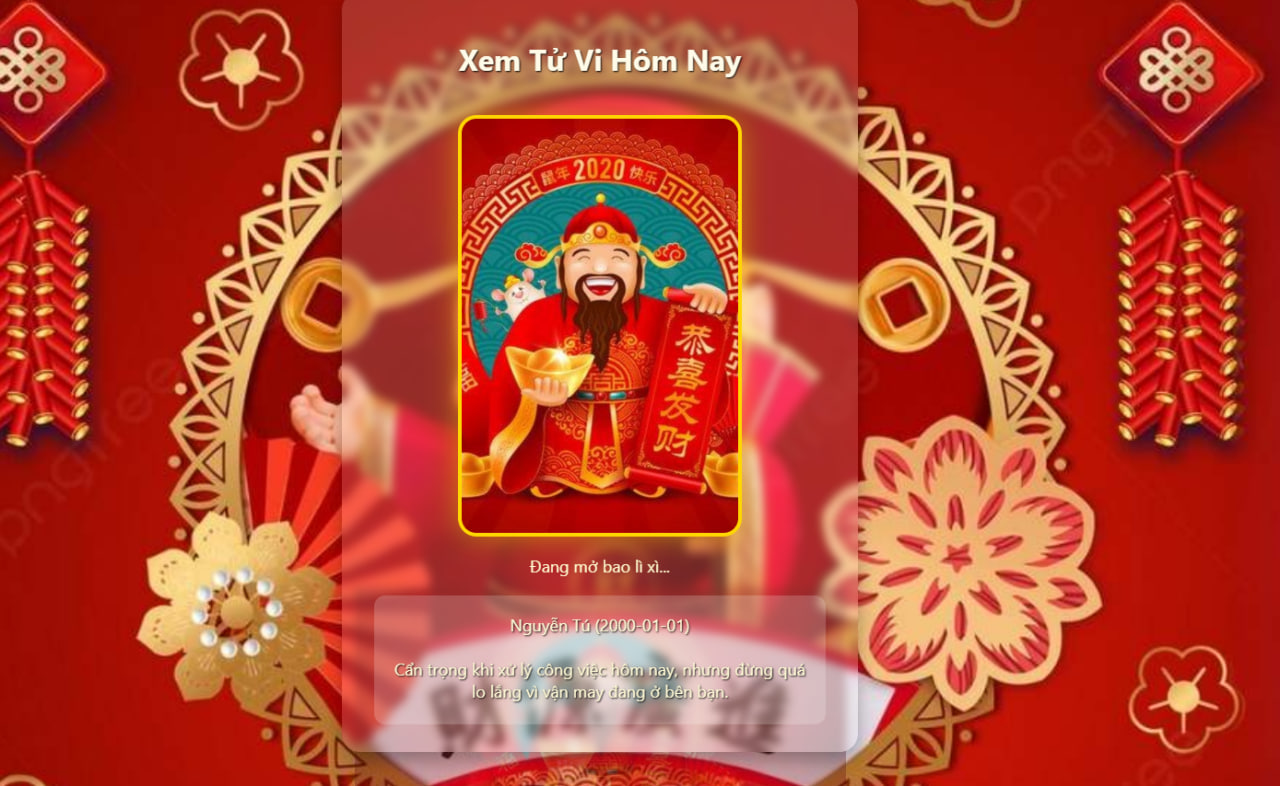 Xem Tử Vi Hôm Nay
鼠年 2020 快乐
恭喜发财
Đang mở bao lì xì...
Nguyễn Tú (2000-01-01)
Cẩn trọng khi xử lý công việc hôm nay, nhưng đừng quá
lo lắng vì vận may đang ở bên bạn.
pngtree